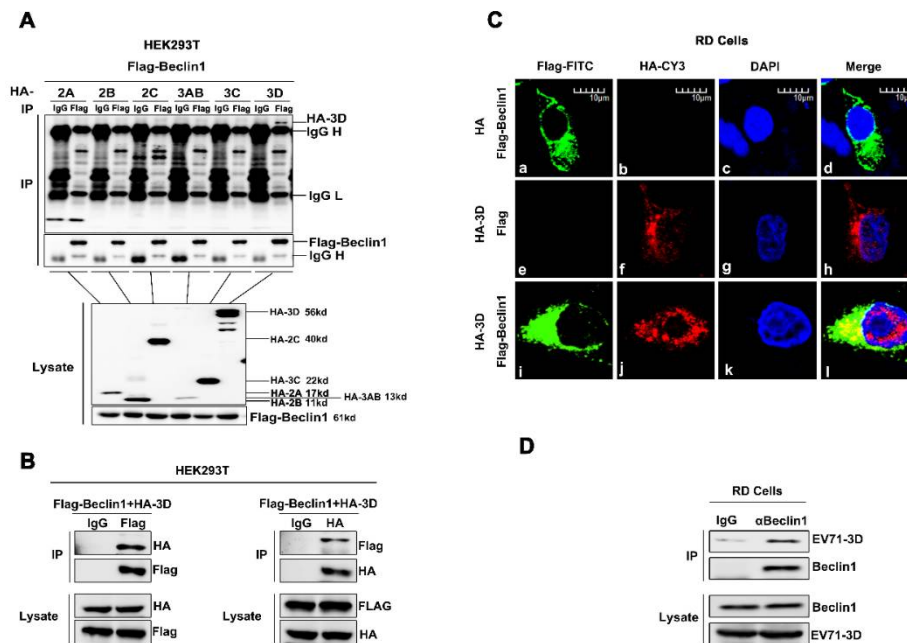 A
HEK293T
Flag-Beclin1
HA- 2A 2B 2C 3AB 3C 3D
IP IgG Flag IgG Flag IgG Flag IgG Flag IgG Flag IgG Flag
HA-3D
IgG H
IP
IgG L
Flag-Beclin1
IgG H
Lysate
HA-3D 56kd
HA-2C 40kd
HA-3C 22kd
HA-2A 17kd
HA-3AB 13kd
HA-2B 11kd
Flag-Beclin1 61kd
B
HEK293T
Flag-Beclin1+HA-3D
IgG Flag
IP
HA
Flag
Lysate
HA
Flag
Flag-Beclin1+HA-3D
IgG HA
IP
Flag
HA
Lysate
FLAG
HA
C
RD Cells
Flag-FITC HA-CY3 DAPI Merge
10μm 10μm 10μm 10μm
HA
Flag-Beclin1
a b c d
HA-3D
Flag
e f g h
HA-3D
Flag-Beclin1
i j k l
D
RD Cells
IgG αBeclin1
IP
EV71-3D
Beclin1
Lysate
Beclin1
EV71-3D